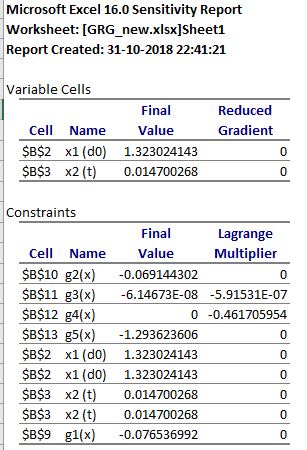 Microsoft Excel 16.0 Sensitivity Report
Worksheet: [GRG_new.xlsx]Sheet1
Report Created: 31-10-2018 22:41:21
Variable Cells
Final Reduced
Cell Name Value Gradient
$B$2 x1 (d0) 1.323024143 0
$B$3 x2 (t) 0.014700268 0
Constraints
Final Lagrange
Cell Name Value Multiplier
$B$10 g2(x) -0.069144302 0
$B$11 g3(x) -6.14673E-08 -5.91531E-07
$B$12 g4(x) 0 -0.461705954
$B$13 g5(x) -1.293623606 0
$B$2 x1 (d0) 1.323024143 0
$B$2 x1 (d0) 1.323024143 0
$B$3 x2 (t) 0.014700268 0
$B$3 x2 (t) 0.014700268 0
$B$9 g1(x) -0.076536992 0